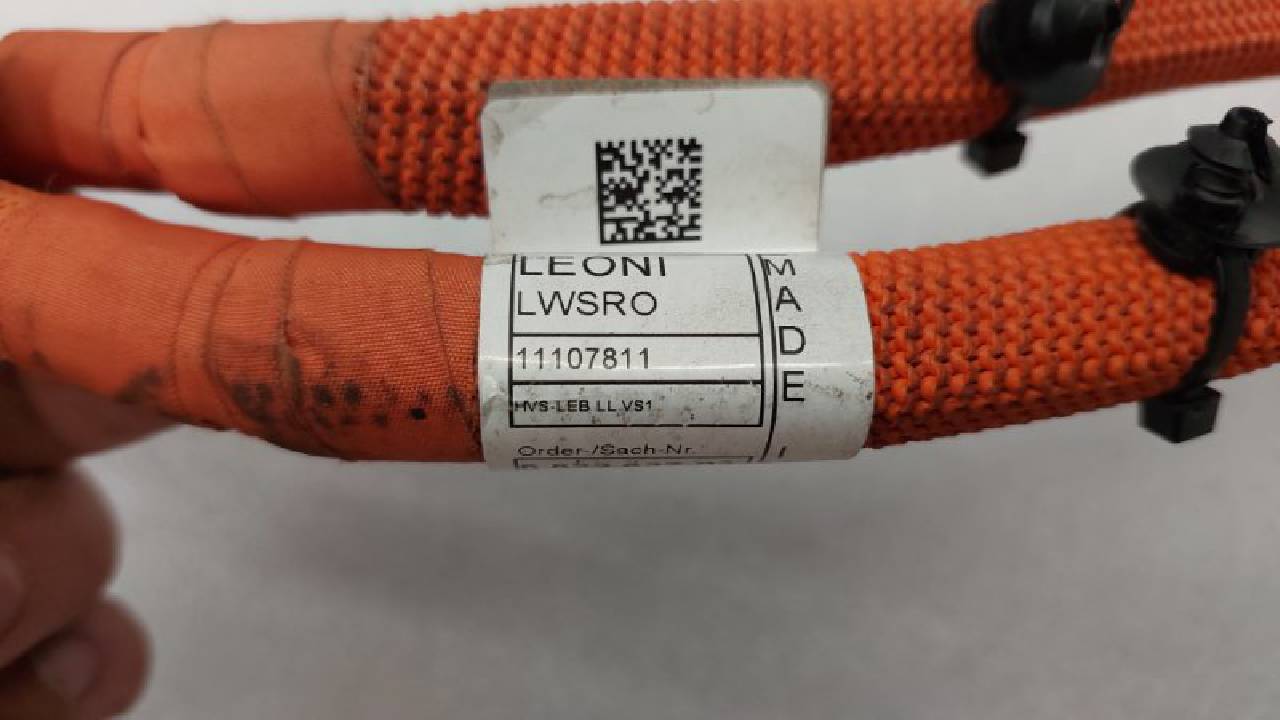 LEONI
LWSRO
11107811
HVS-LEB LL VS1
Order-/Sach-Nr.
MADE I